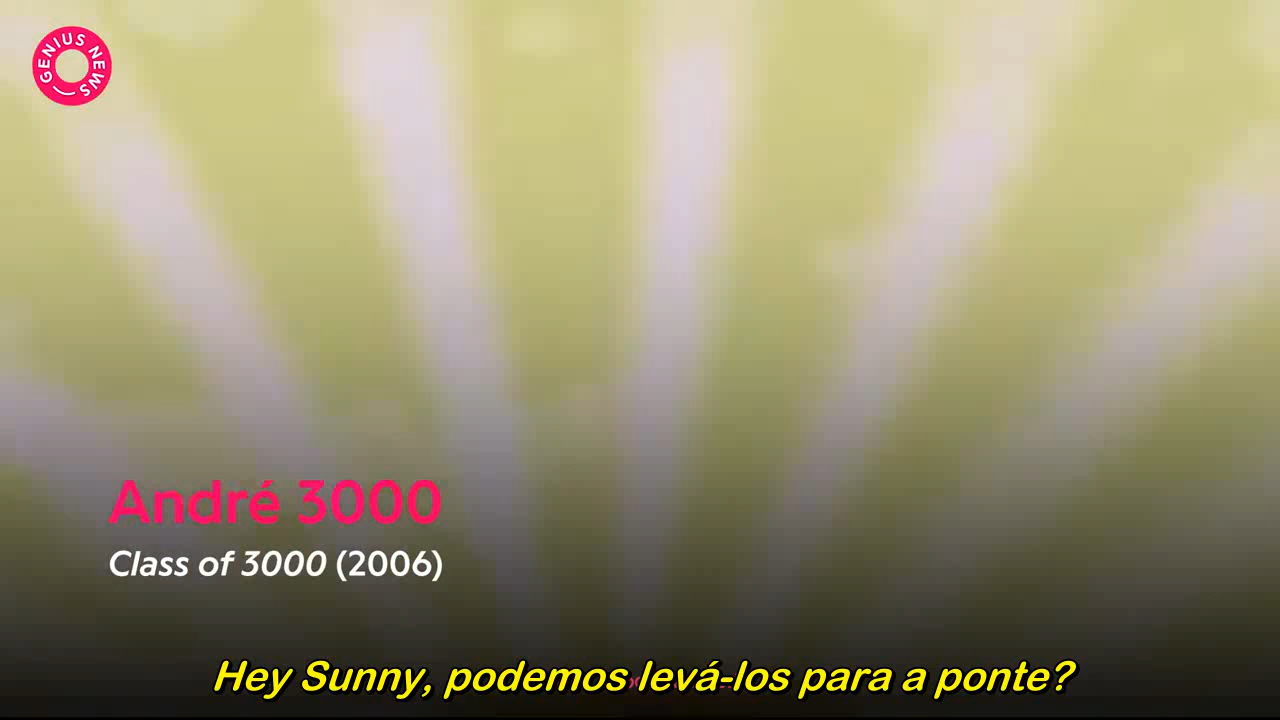 GENIUS NEWS
André 3000
Class of 3000 (2006)
Hey Sunny, podemos levá-los para a ponte?